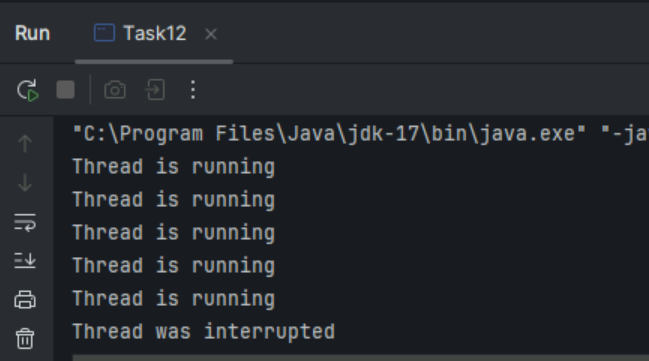 Run Task12
"C:\Program Files\Java\jdk-17\bin\java.exe" "-ja
Thread is running
Thread is running
Thread is running
Thread is running
Thread is running
Thread was interrupted